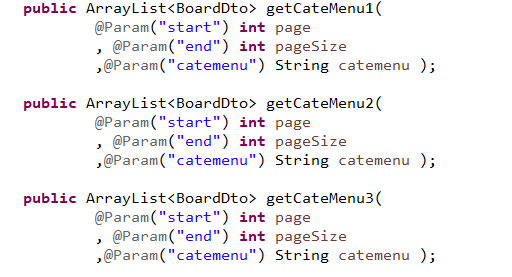 public ArrayList<BoardDto> getCateMenu1(
@Param("start") int page
, @Param("end") int pageSize
,@Param("catemenu") String catemenu );
public ArrayList<BoardDto> getCateMenu2(
@Param("start") int page
, @Param("end") int pageSize
,@Param("catemenu") String catemenu );
public ArrayList<BoardDto> getCateMenu3(
@Param("start") int page
, @Param("end") int pageSize
,@Param("catemenu") String catemenu );